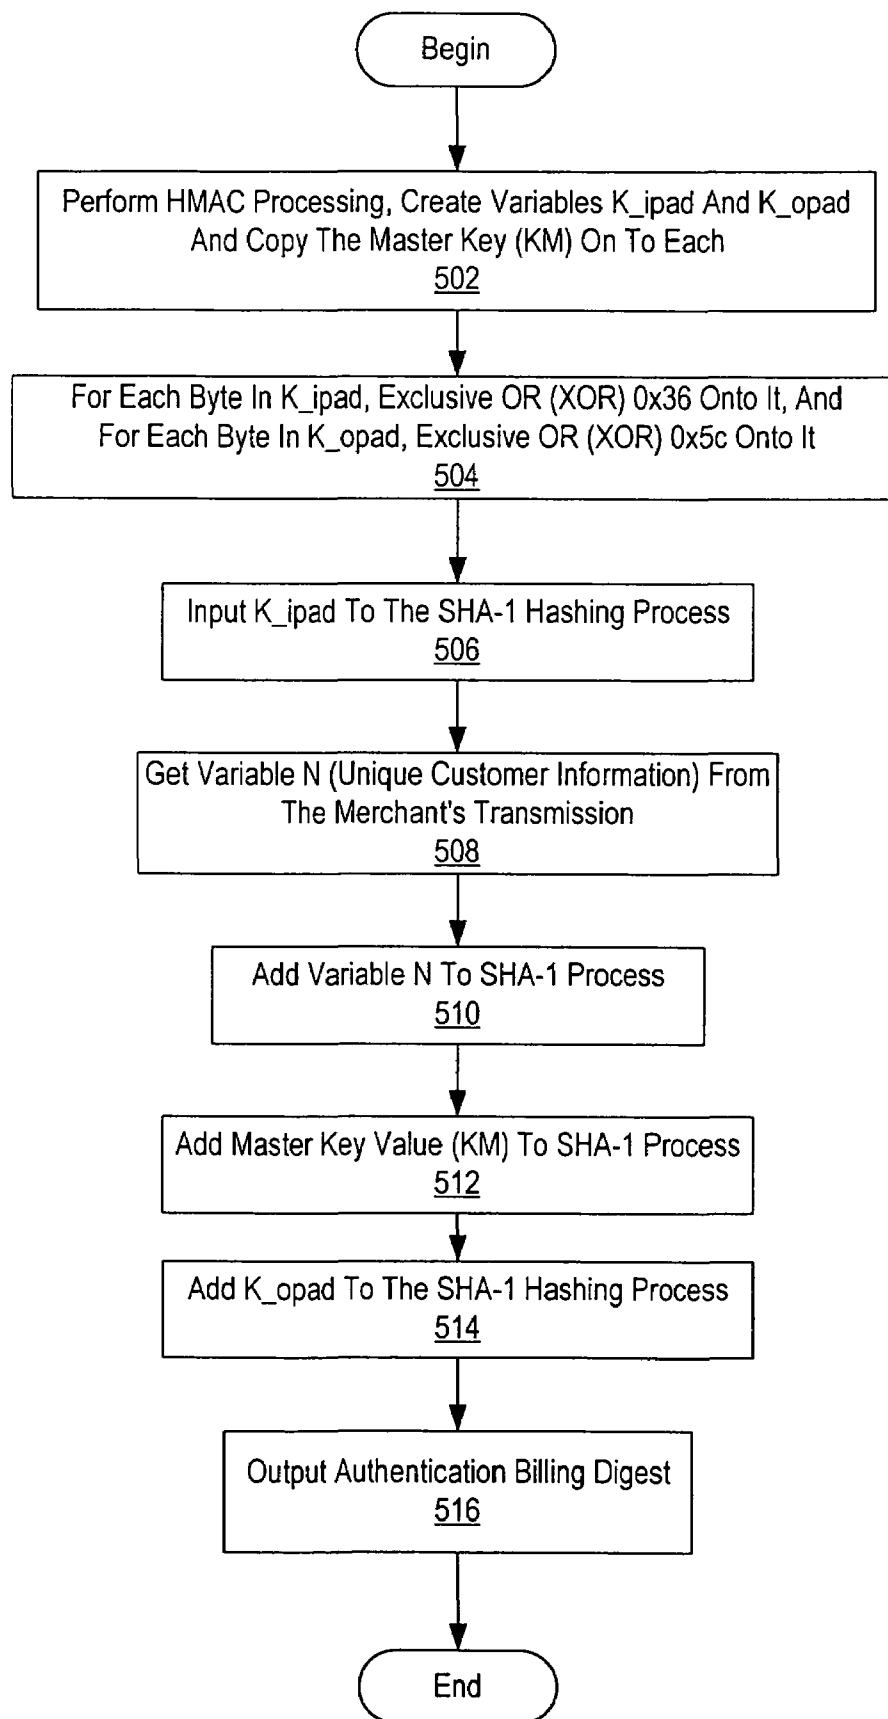 Begin
Perform HMAC Processing, Create Variables K_ipad And K_opad
And Copy The Master Key (KM) On To Each
502
For Each Byte In K_ipad, Exclusive OR (XOR) 0x36 Onto It, And
For Each Byte In K_opad, Exclusive OR (XOR) 0x5c Onto It
504
Input K_ipad To The SHA-1 Hashing Process
506
Get Variable N (Unique Customer Information) From
The Merchant's Transmission
508
Add Variable N To SHA-1 Process
510
Add Master Key Value (KM) To SHA-1 Process
512
Add K_opad To The SHA-1 Hashing Process
514
Output Authentication Billing Digest
516
End